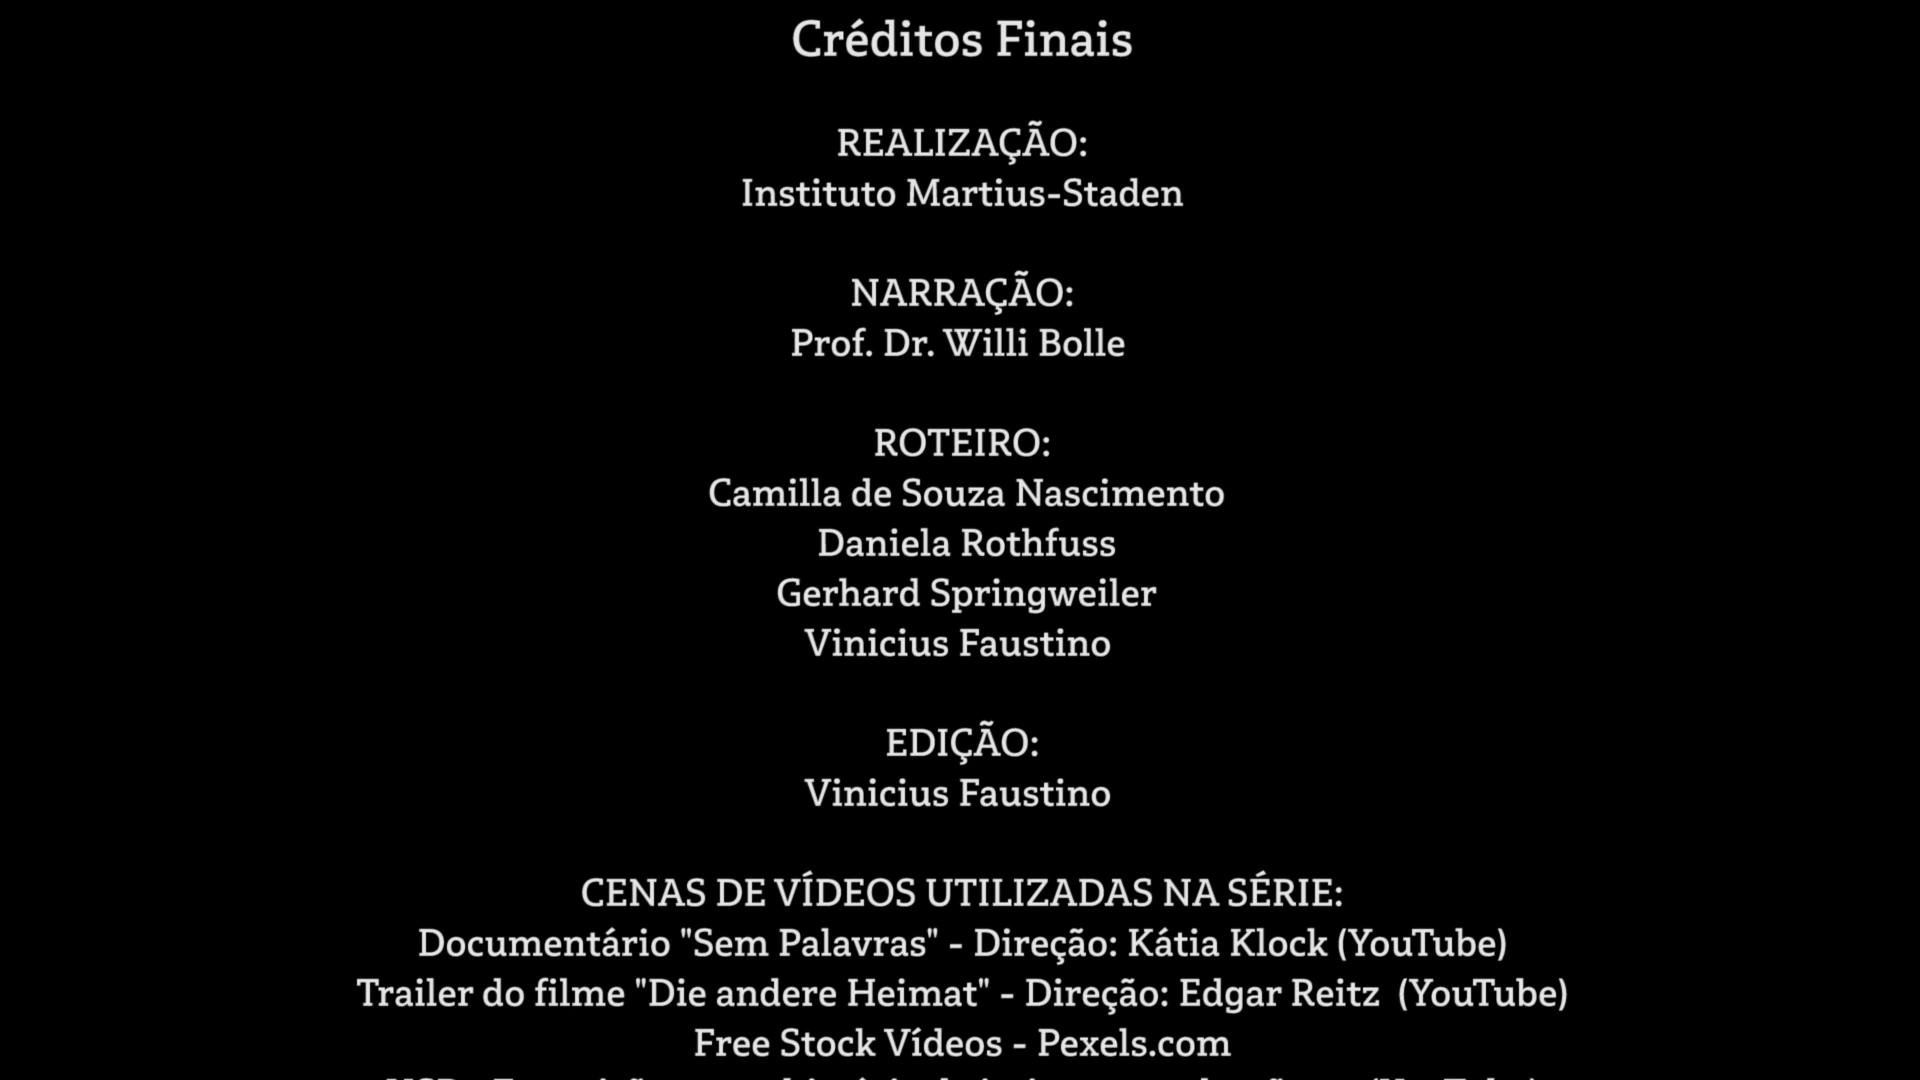 Créditos Finais
REALIZAÇÃO:
Instituto Martius-Staden
NARRAÇÃO:
Prof. Dr. Willi Bolle
ROTEIRO:
Camilla de Souza Nascimento
Daniela Rothfuss
Gerhard Springweiler
Vinicius Faustino
EDIÇÃO:
Vinicius Faustino
CENAS DE VÍDEOS UTILIZADAS NA SÉRIE:
Documentário "Sem Palavras" - Direção: Kátia Klock (YouTube)
Trailer do filme "Die andere Heimat" - Direção: Edgar Reitz (YouTube)
Free Stock Vídeos - Pexels.com